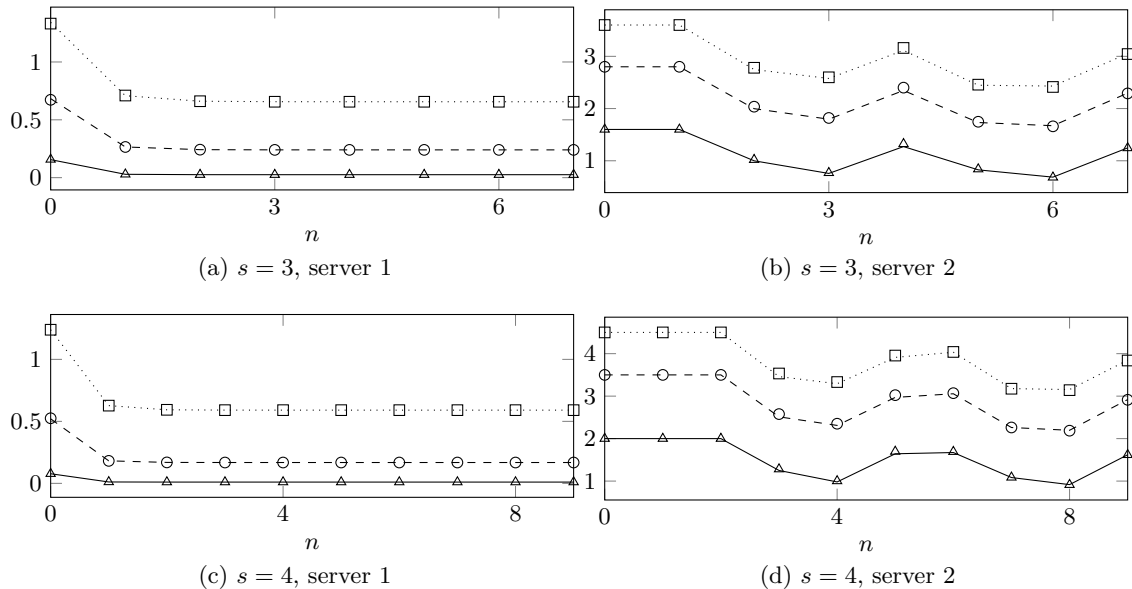 1
0.5
0
0 3 6
n
(a) s = 3, server 1
3
2
1
0 3 6
n
(b) s = 3, server 2
1
0.5
0
0 4 8
n
(c) s = 4, server 1
4
3
2
1
0 4 8
n
(d) s = 4, server 2